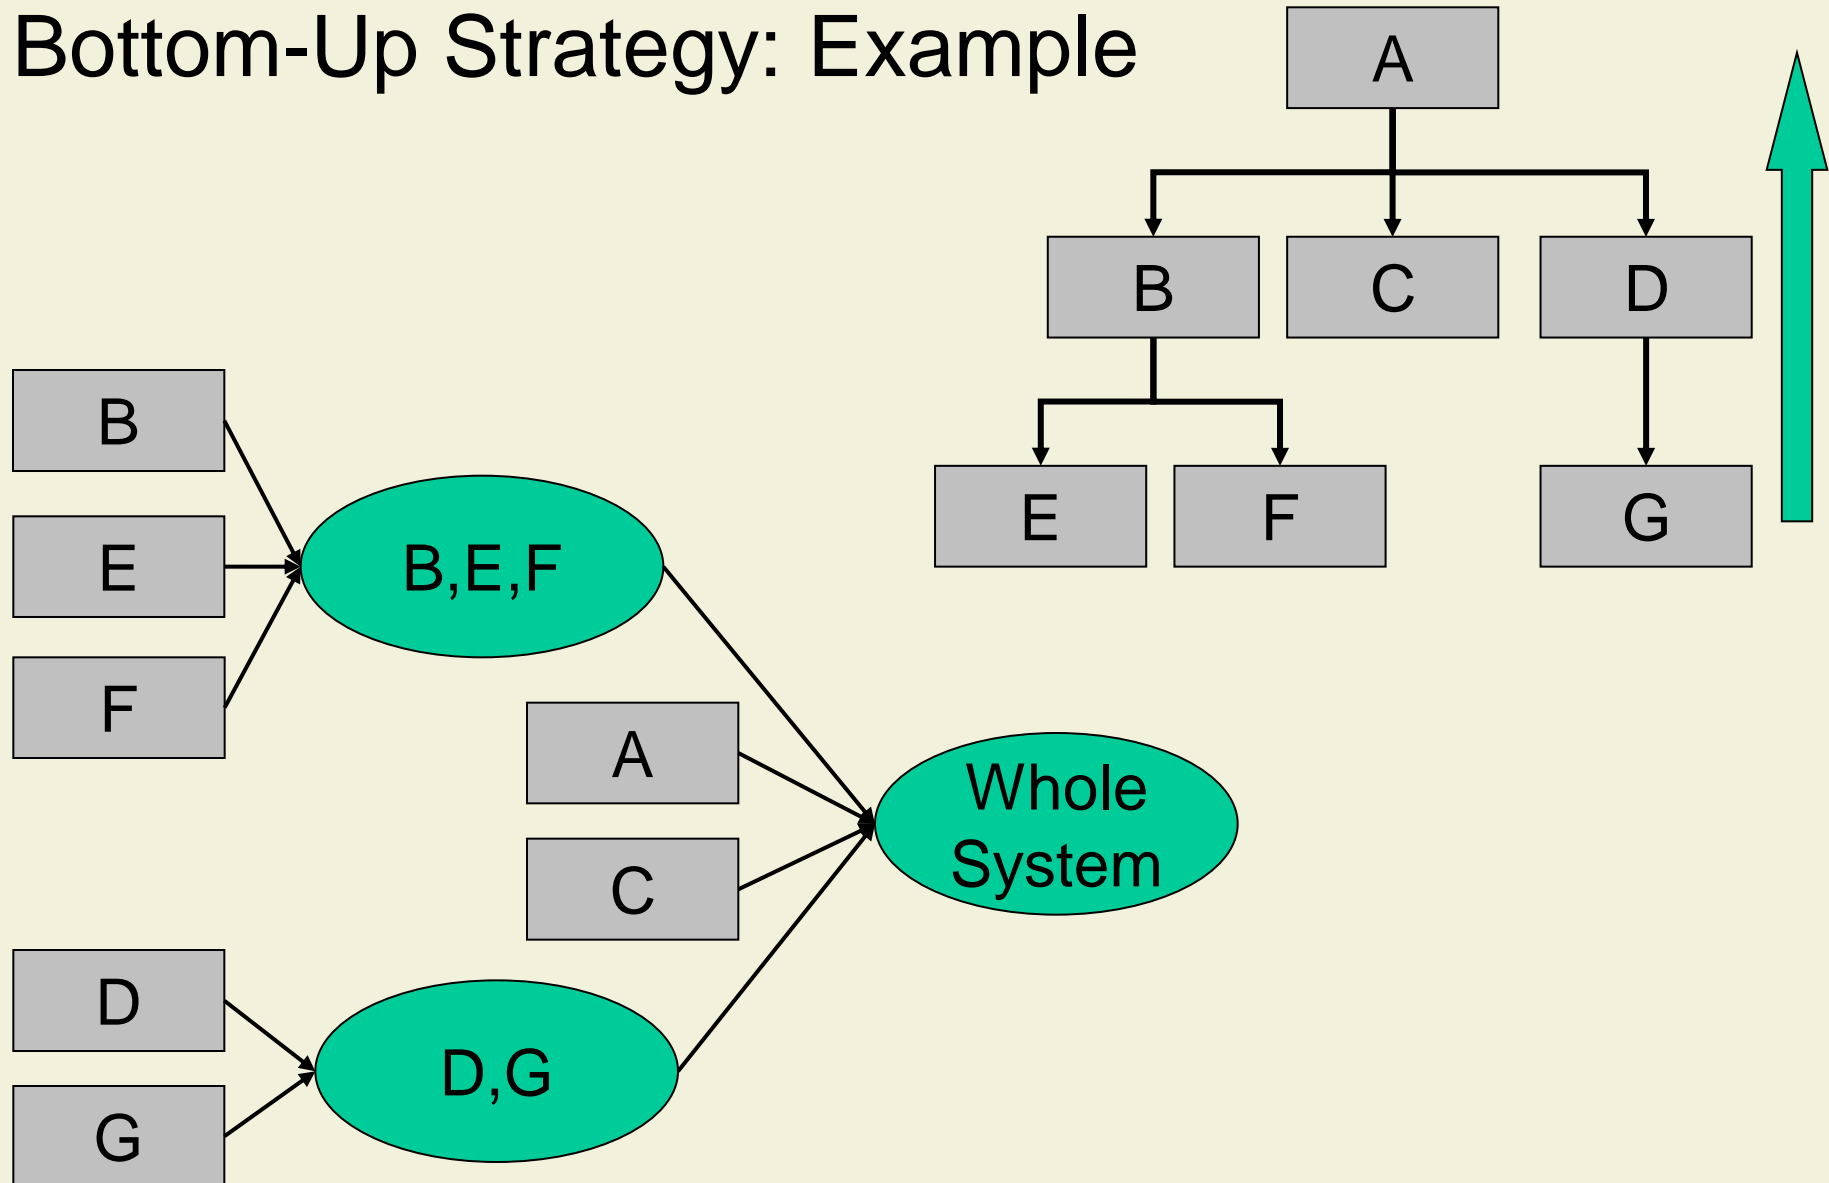 Bottom-Up Strategy: Example
A
B
C
D
E
F
G
B
E
F
B,E,F
A
C
Whole
System
D
G
D,G